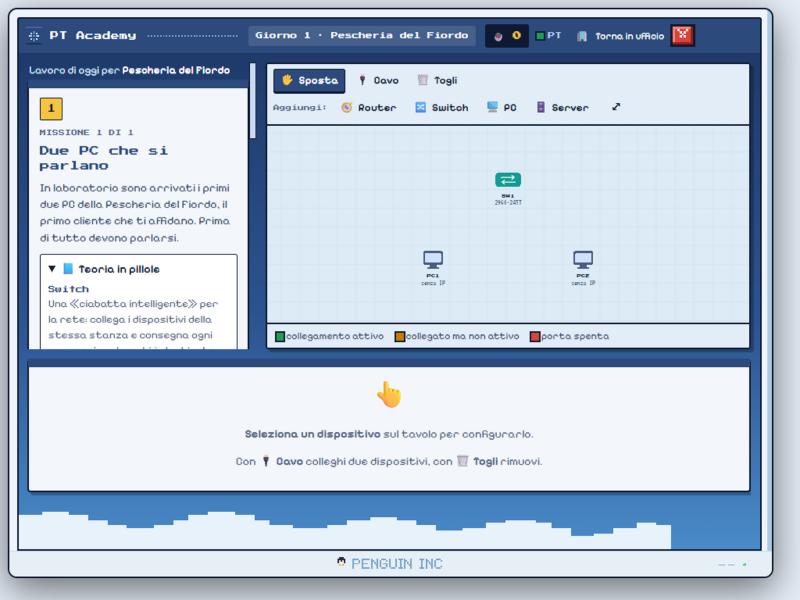 PT Academy
Giorno 1 · Pescheria del Fiordo
0
PT
Torna in ufficio
Lavoro di oggi per Pescheria del Fiordo
1
MISSIONE 1 DI 1
Due PC che si
parlano
In laboratorio sono arrivati i primi
due PC della Pescheria del Fiordo, il
primo cliente che ti affidano. Prima
di tutto devono parlarsi.
▼ Teoria in pillole
Switch
Una «ciabatta intelligente» per
la rete: collega i dispositivi della
stessa stanza e consegna ogni
Sposta
Cavo
Togli
Aggiungi:
Router
Switch
PC
Server
SW1
2960-24TT
PC1
senza IP
PC2
senza IP
collegamento attivo
collegato ma non attivo
porta spenta
Seleziona un dispositivo sul tavolo per configurarlo.
Con Cavo colleghi due dispositivi, con Togli rimuovi.
PENGUIN INC